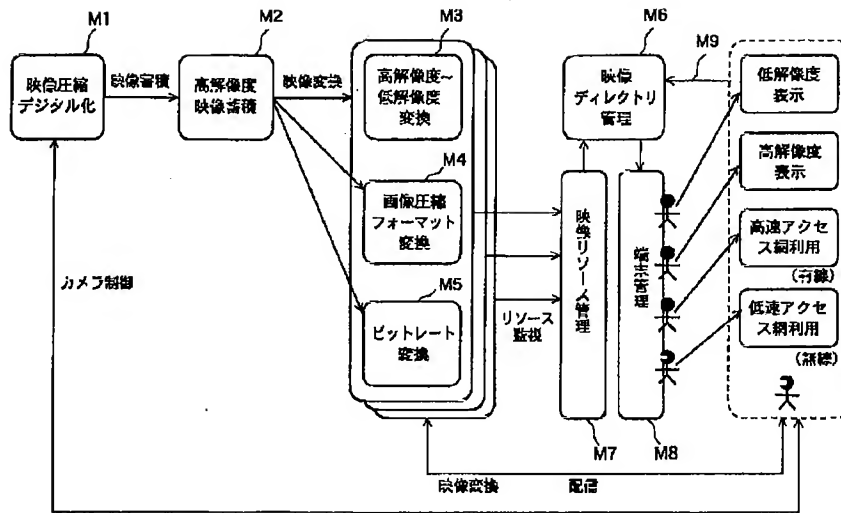 M1
映像圧縮
デジタル化
映像蓄積
M2
高解像度
映像蓄積
映像変換
M3
高解像度〜
低解像度
変換
M4
画像圧縮
フォーマット
変換
M5
ビットレート
変換
リソース
監視
M6
映像
ディレクトリ
管理
映像リソース管理
M7
端末管理
M8
M9
低解像度
表示
高解像度
表示
高速アクセ
ス網利用
(有線)
低速アクセ
ス網利用
(無線)
カメラ制御
映像変換
配信